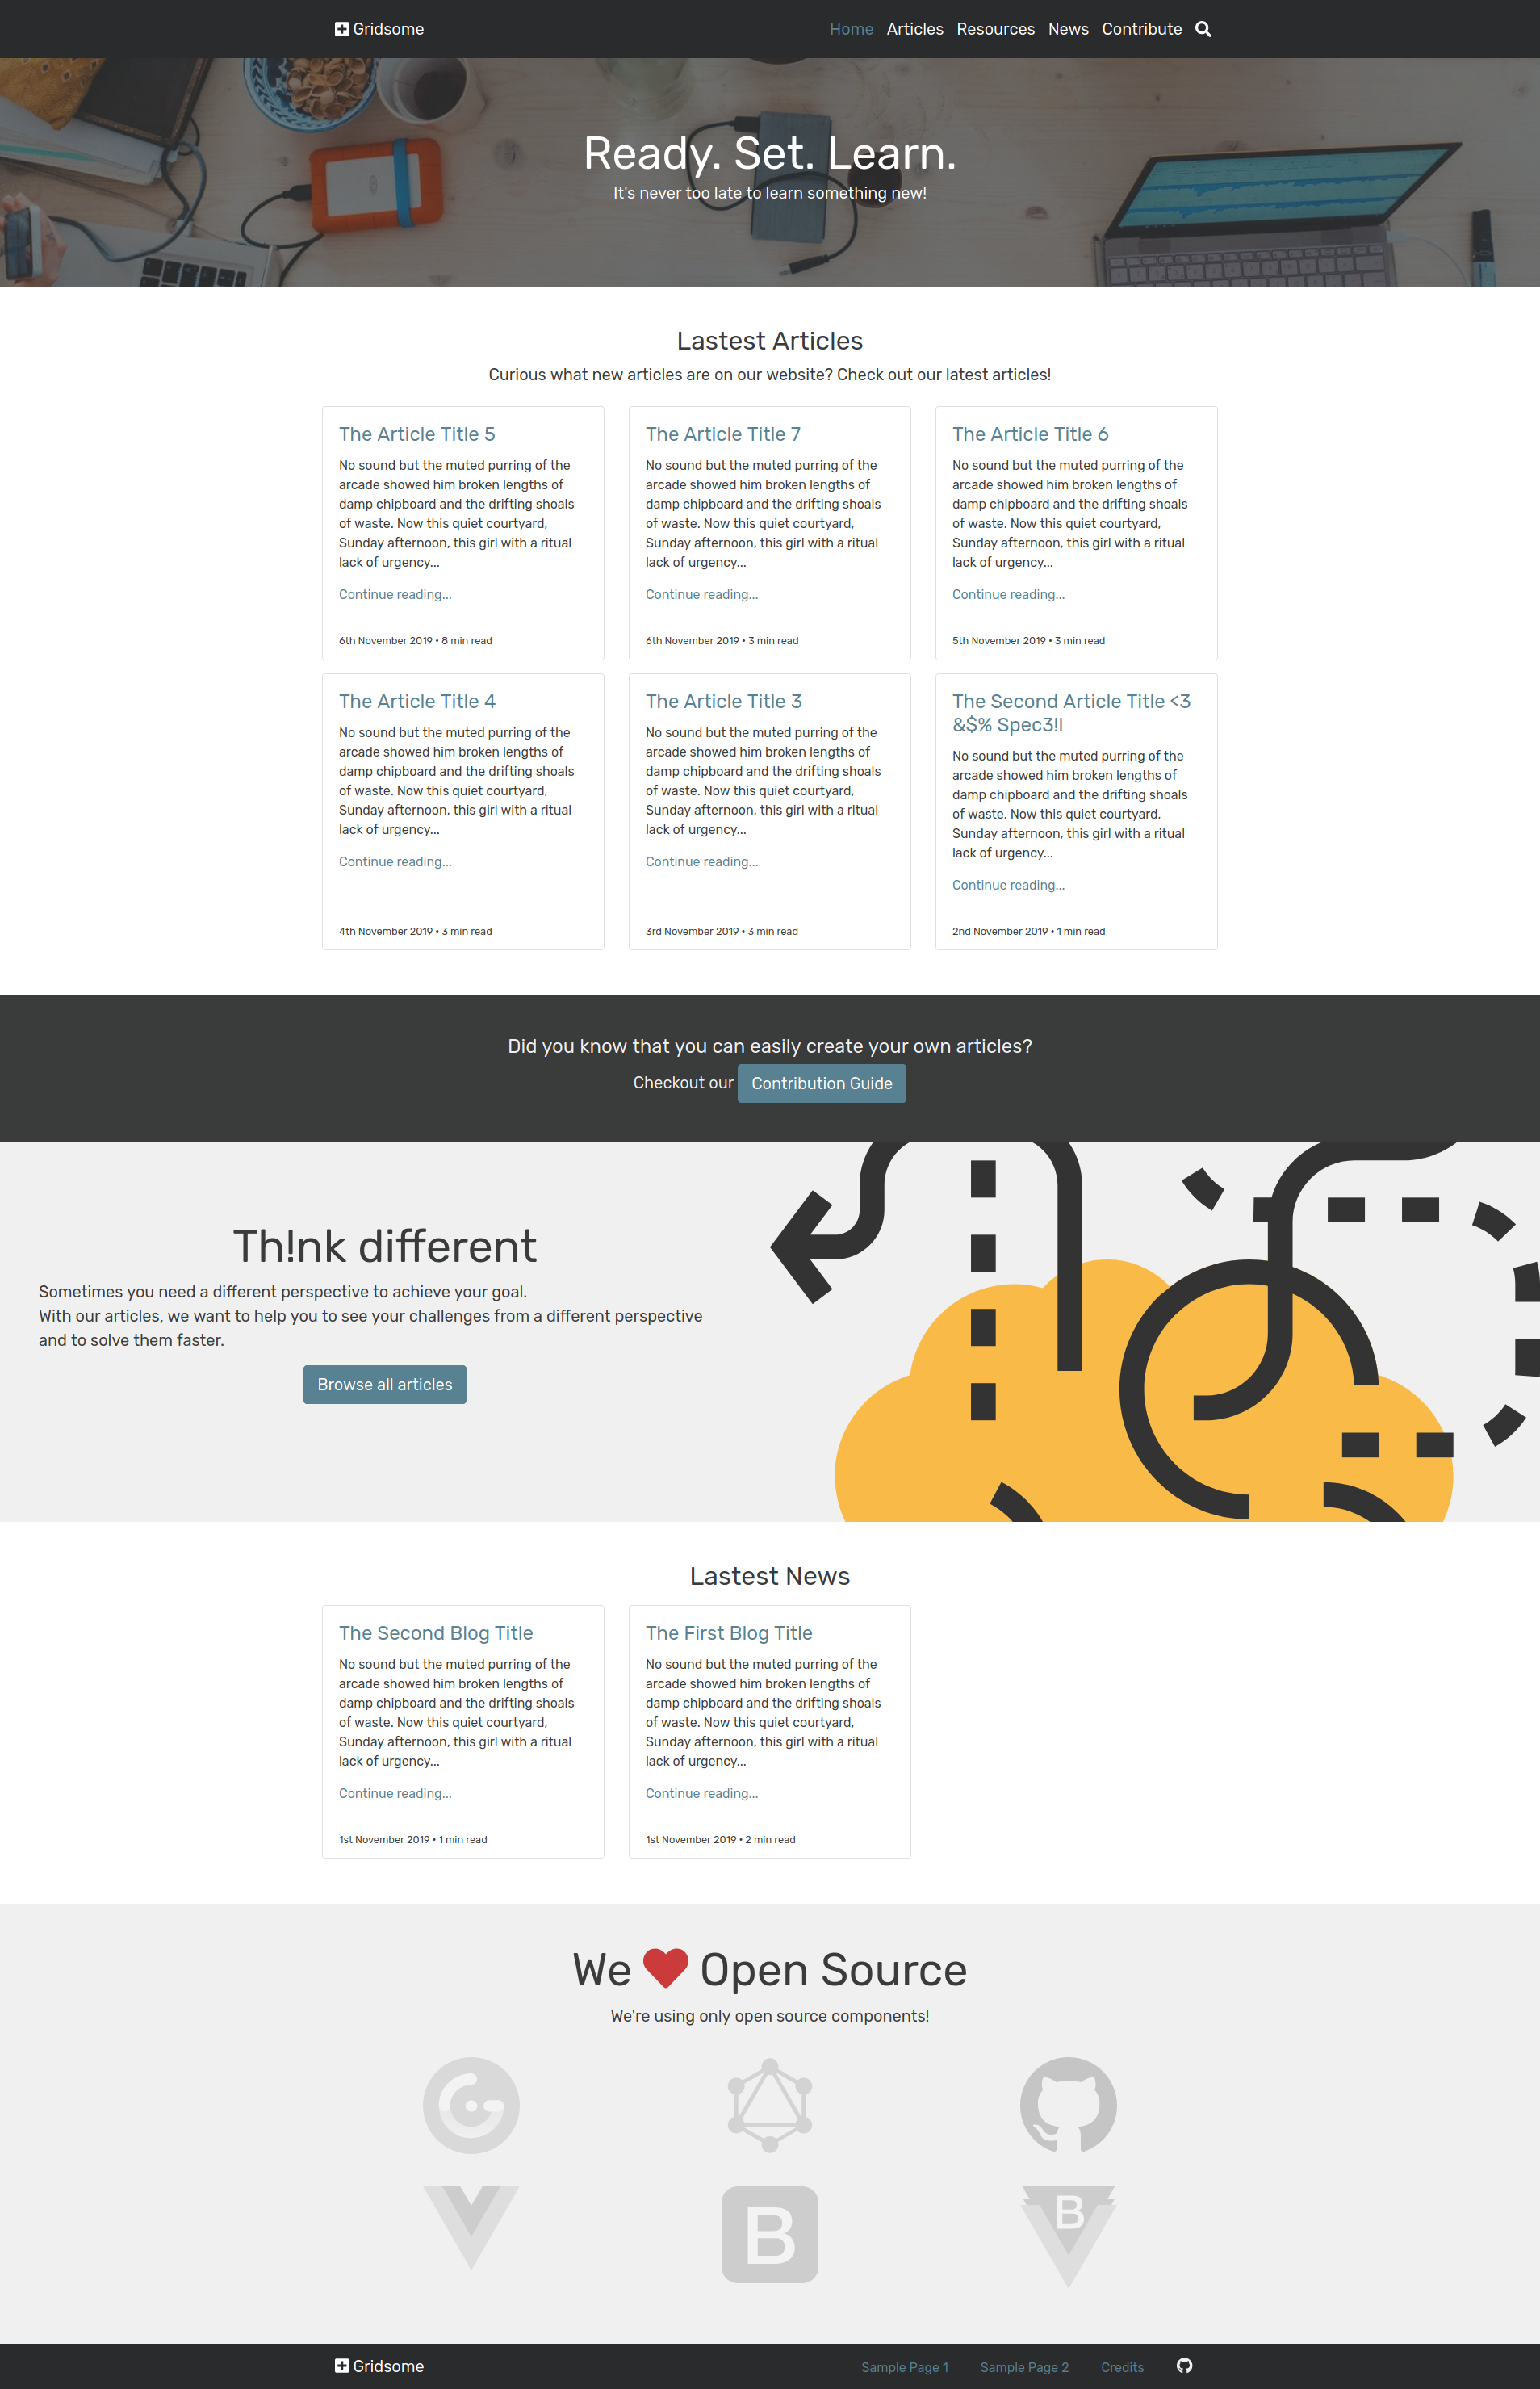 Gridsome
Home Articles Resources News Contribute
Ready. Set. Learn.
It's never too late to learn something new!
Lastest Articles
Curious what new articles are on our website? Check out our latest articles!
The Article Title 5
No sound but the muted purring of the
arcade showed him broken lengths of
damp chipboard and the drifting shoals
of waste. Now this quiet courtyard,
Sunday afternoon, this girl with a ritual
lack of urgency...
Continue reading...
6th November 2019 • 8 min read
The Article Title 7
No sound but the muted purring of the
arcade showed him broken lengths of
damp chipboard and the drifting shoals
of waste. Now this quiet courtyard,
Sunday afternoon, this girl with a ritual
lack of urgency...
Continue reading...
6th November 2019 • 3 min read
The Article Title 6
No sound but the muted purring of the
arcade showed him broken lengths of
damp chipboard and the drifting shoals
of waste. Now this quiet courtyard,
Sunday afternoon, this girl with a ritual
lack of urgency...
Continue reading...
5th November 2019 • 3 min read
The Article Title 4
No sound but the muted purring of the
arcade showed him broken lengths of
damp chipboard and the drifting shoals
of waste. Now this quiet courtyard,
Sunday afternoon, this girl with a ritual
lack of urgency...
Continue reading...
4th November 2019 • 3 min read
The Article Title 3
No sound but the muted purring of the
arcade showed him broken lengths of
damp chipboard and the drifting shoals
of waste. Now this quiet courtyard,
Sunday afternoon, this girl with a ritual
lack of urgency...
Continue reading...
3rd November 2019 • 3 min read
The Second Article Title <3
&$% Spec3!l
No sound but the muted purring of the
arcade showed him broken lengths of
damp chipboard and the drifting shoals
of waste. Now this quiet courtyard,
Sunday afternoon, this girl with a ritual
lack of urgency...
Continue reading...
2nd November 2019 • 1 min read
Did you know that you can easily create your own articles?
Checkout our Contribution Guide
Th!nk different
Sometimes you need a different perspective to achieve your goal.
With our articles, we want to help you to see your challenges from a different perspective
and to solve them faster.
Browse all articles
Lastest News
The Second Blog Title
No sound but the muted purring of the
arcade showed him broken lengths of
damp chipboard and the drifting shoals
of waste. Now this quiet courtyard,
Sunday afternoon, this girl with a ritual
lack of urgency...
Continue reading...
1st November 2019 • 1 min read
The First Blog Title
No sound but the muted purring of the
arcade showed him broken lengths of
damp chipboard and the drifting shoals
of waste. Now this quiet courtyard,
Sunday afternoon, this girl with a ritual
lack of urgency...
Continue reading...
1st November 2019 • 2 min read
We Open Source
We're using only open source components!
B
B
Gridsome
Sample Page 1 Sample Page 2 Credits